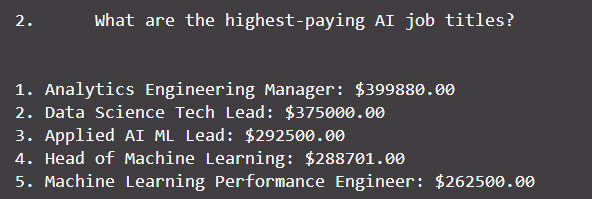 2. What are the highest-paying AI job titles?
1. Analytics Engineering Manager: $399880.00
2. Data Science Tech Lead: $375000.00
3. Applied AI ML Lead: $292500.00
4. Head of Machine Learning: $288701.00
5. Machine Learning Performance Engineer: $262500.00